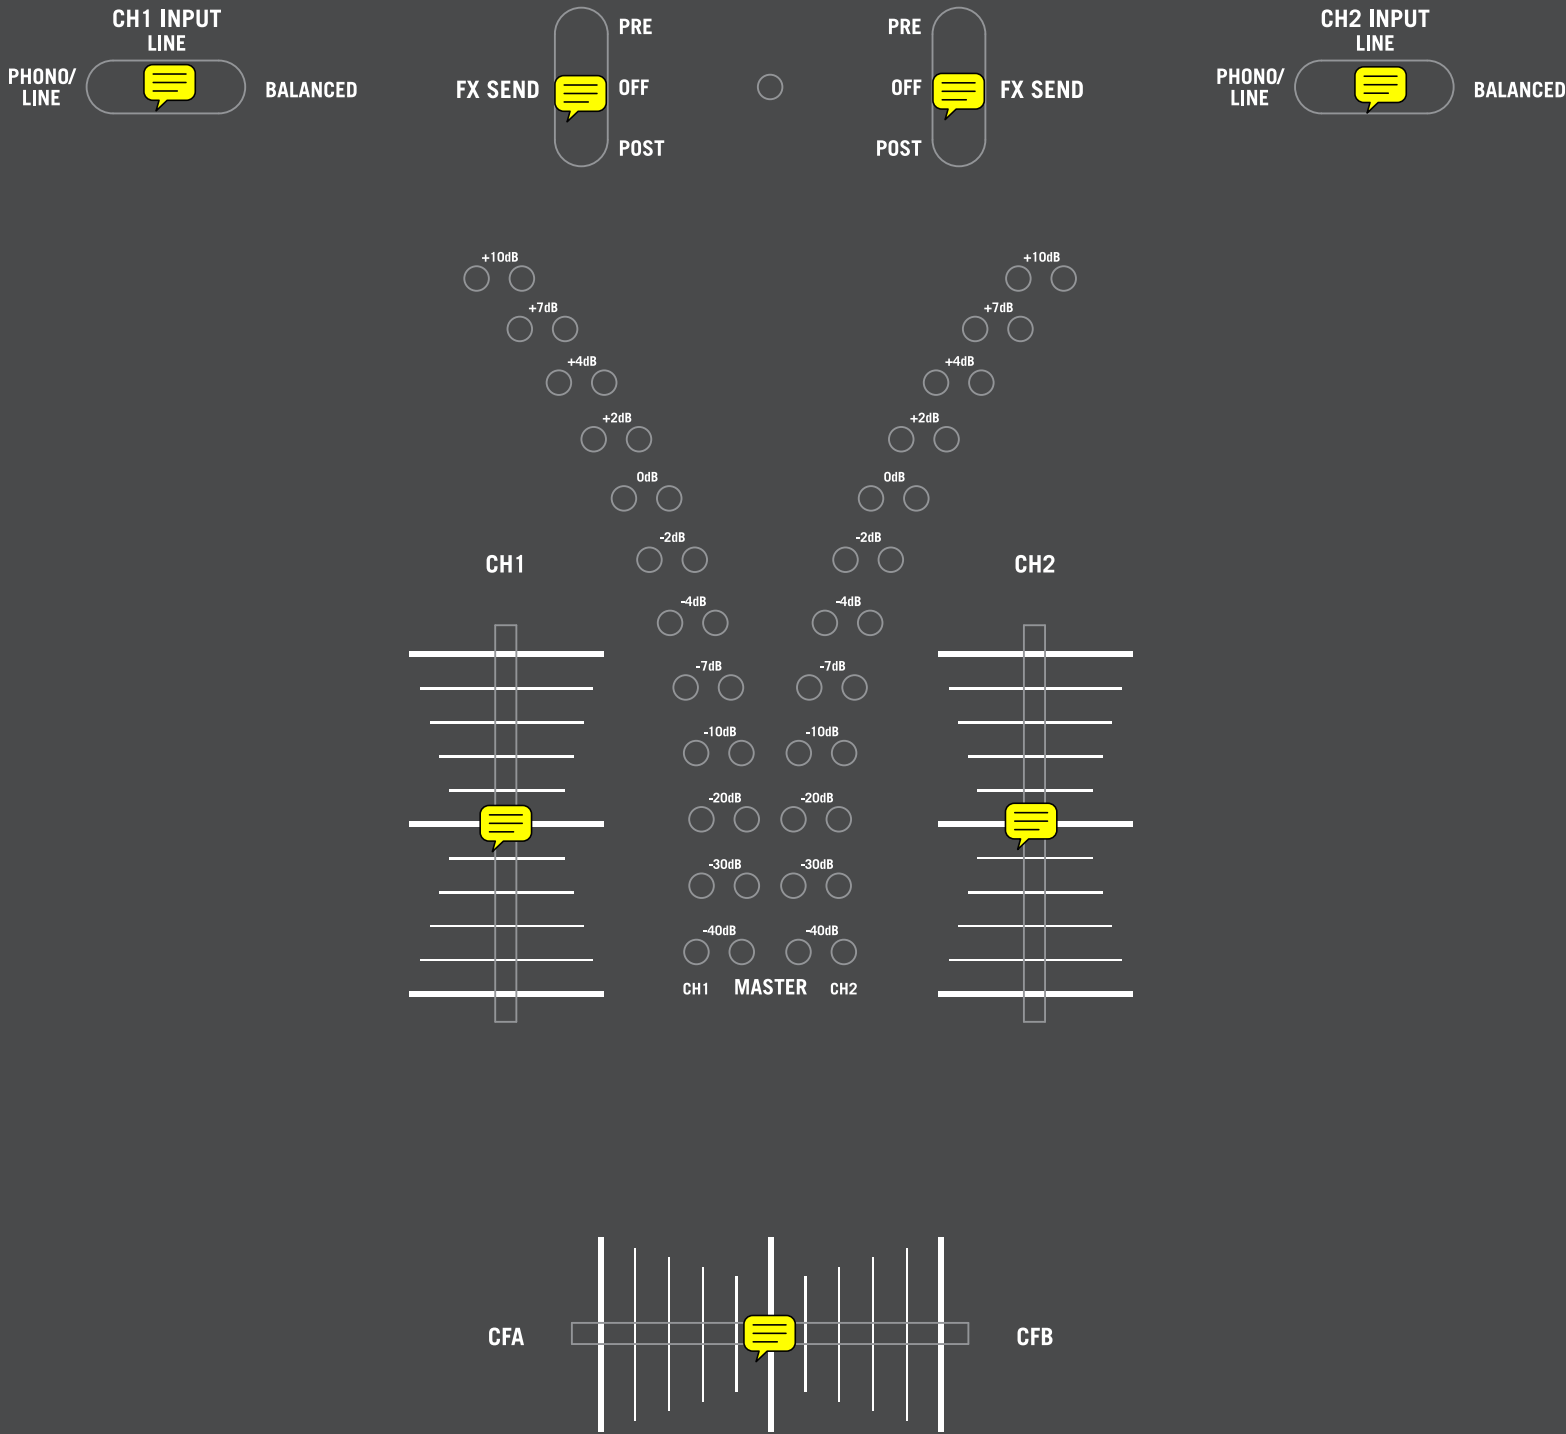 CH1 INPUT
LINE
PHONO/
LINE
BALANCED
FX SEND
PRE
OFF
POST
PRE
OFF
POST
FX SEND
CH2 INPUT
LINE
PHONO/
LINE
BALANCED
+10dB +10dB
+7dB +7dB
+4dB +4dB
+2dB +2dB
0dB 0dB
-2dB -2dB
CH1 CH2
-4dB -4dB
-7dB -7dB
-10dB -10dB
-20dB -20dB
-30dB -30dB
-40dB -40dB
CH1 MASTER CH2
CFA CFB